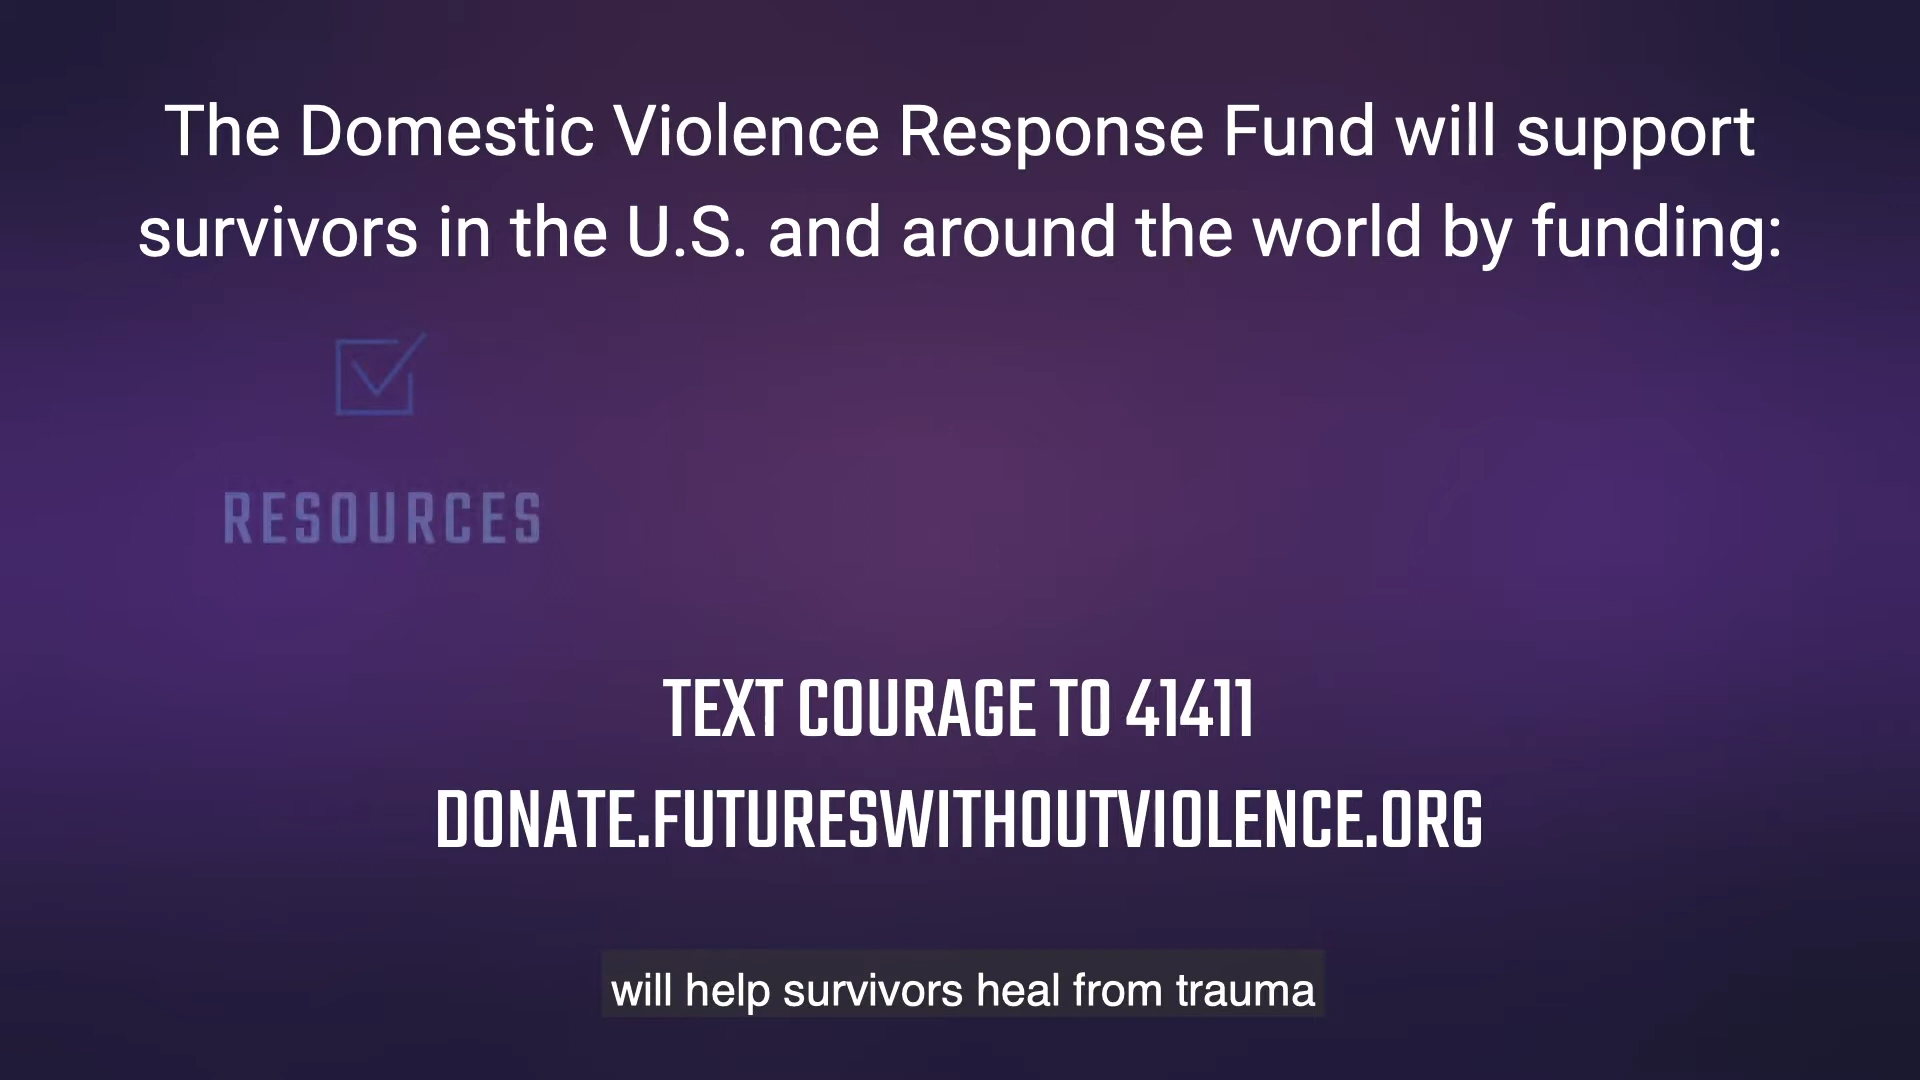 The Domestic Violence Response Fund will support
survivors in the U.S. and around the world by funding:
RESOURCES
TEXT COURAGE TO 41411
DONATE.FUTURESWITHOUTVIOLENCE.ORG
will help survivors heal from trauma